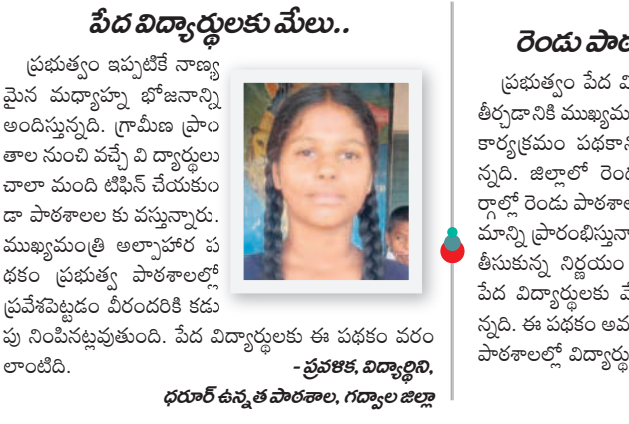 పేద విద్యార్థులకు మేలు..
ప్రభుత్వం ఇప్పటికే నాణ్య
మైన మధ్యాహ్న భోజనాన్ని
అందిస్తున్నది. గ్రామీణ ప్రాం
తాల నుంచి వచ్చే వి ద్యార్థులు
చాలా మంది టిఫిన్ చేయకుం
డా పాఠశాలల కు వస్తున్నారు.
ముఖ్యమంత్రి అల్పాహార ప
థకం ప్రభుత్వ పాఠశాలల్లో
ప్రవేశపెట్టడం వీరందరికి కడు
పు నింపినట్లవుతుంది. పేద విద్యార్థులకు ఈ పథకం వరం
లాంటిది.
- ప్రవళిక, విద్యార్థిని,
ధరూర్ ఉన్నత పాఠశాల, గద్వాల జిల్లా
రెండు పాఠ
ప్రభుత్వం పేద వి
తీర్చడానికి ముఖ్యమ
కార్యక్రమం పథకాన
న్నది. జిల్లాలో రెండ
ర్గాల్లో రెండు పాఠశాల
మాన్ని ప్రారంభిస్తునా
తీసుకున్న నిర్ణయం
పేద విద్యార్థులకు మే
న్నది. ఈ పథకం అమ
పాఠశాలల్లో విద్యార్థు